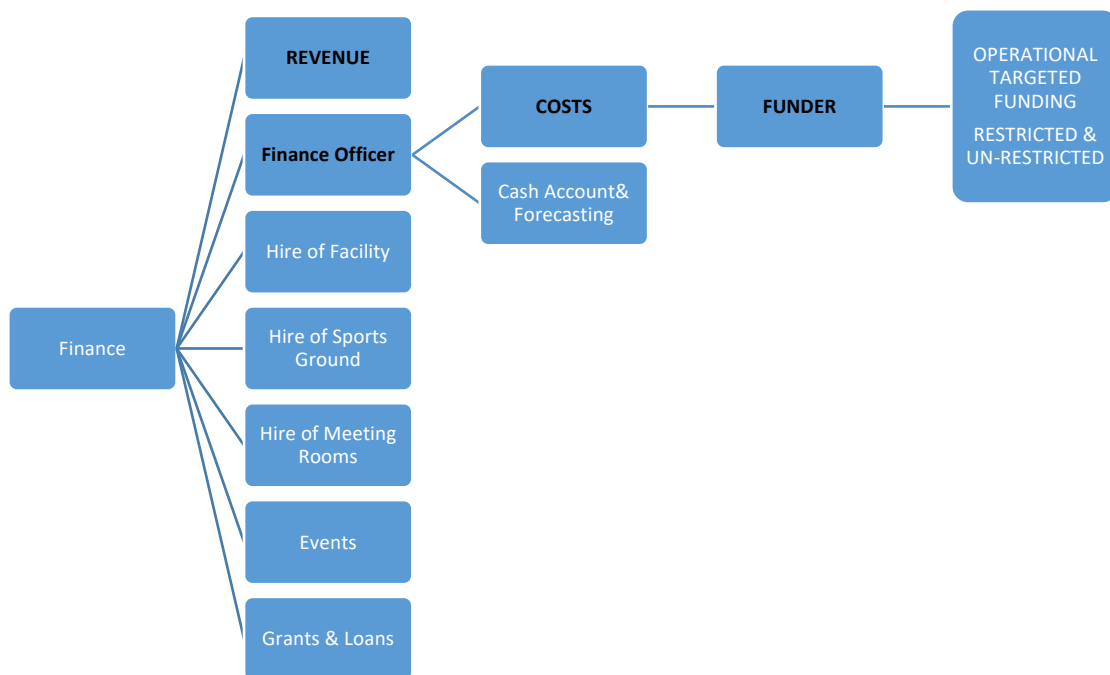 REVENUE
Finance Officer
Hire of Facility
Finance
Hire of Sports
Ground
Hire of Meeting
Rooms
Events
Grants & Loans
COSTS
Cash Account&
Forecasting
FUNDER
OPERATIONAL
TARGETED
FUNDING
RESTRICTED &
UN-RESTRICTED